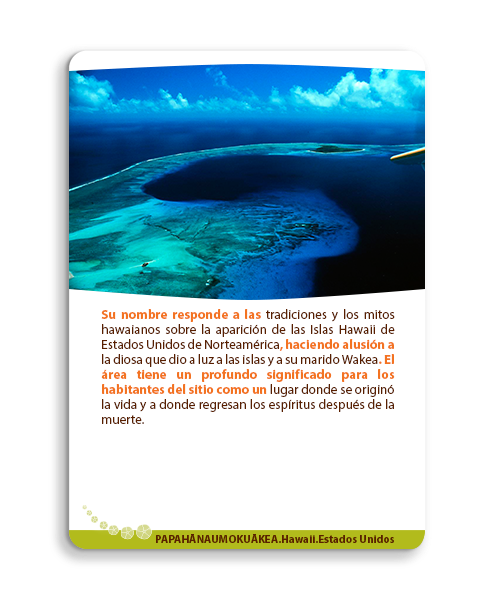 Su nombre responde a las tradiciones y los mitos
hawaianos sobre la aparición de las Islas Hawaii de
Estados Unidos de Norteamérica, haciendo alusión a
la diosa que dio a luz a las islas y a su marido Wakea. El
área tiene un profundo significado para los
habitantes del sitio como un lugar donde se originó
la vida y a donde regresan los espíritus después de la
muerte.
PAPAHĀNAUMOKUĀKEA.Hawaii.Estados Unidos